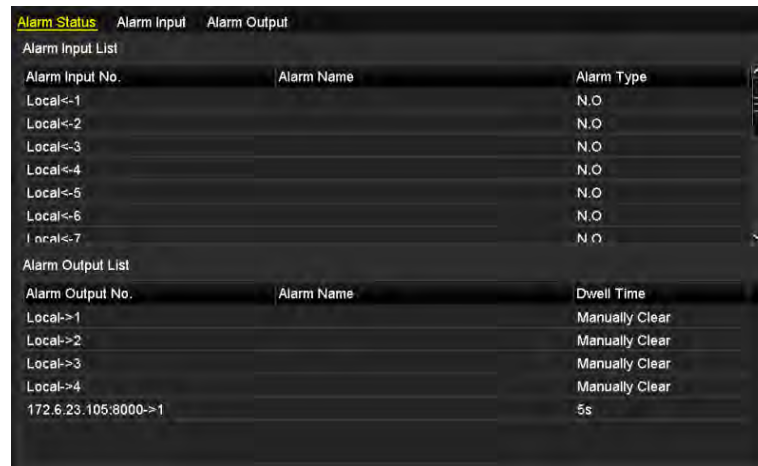 Alarm Status Alarm Input Alarm Output
Alarm Input List
Alarm Input No. Alarm Name Alarm Type
Local<-1 N.O
Local<-2 N.O
Local<-3 N.O
Local<-4 N.O
Local<-5 N.O
Local<-6 N.O
Local<-7 N.O
Alarm Output List
Alarm Output No. Alarm Name Dwell Time
Local->1 Manually Clear
Local->2 Manually Clear
Local->3 Manually Clear
Local->4 Manually Clear
172.6.23.105:8000->1 5s